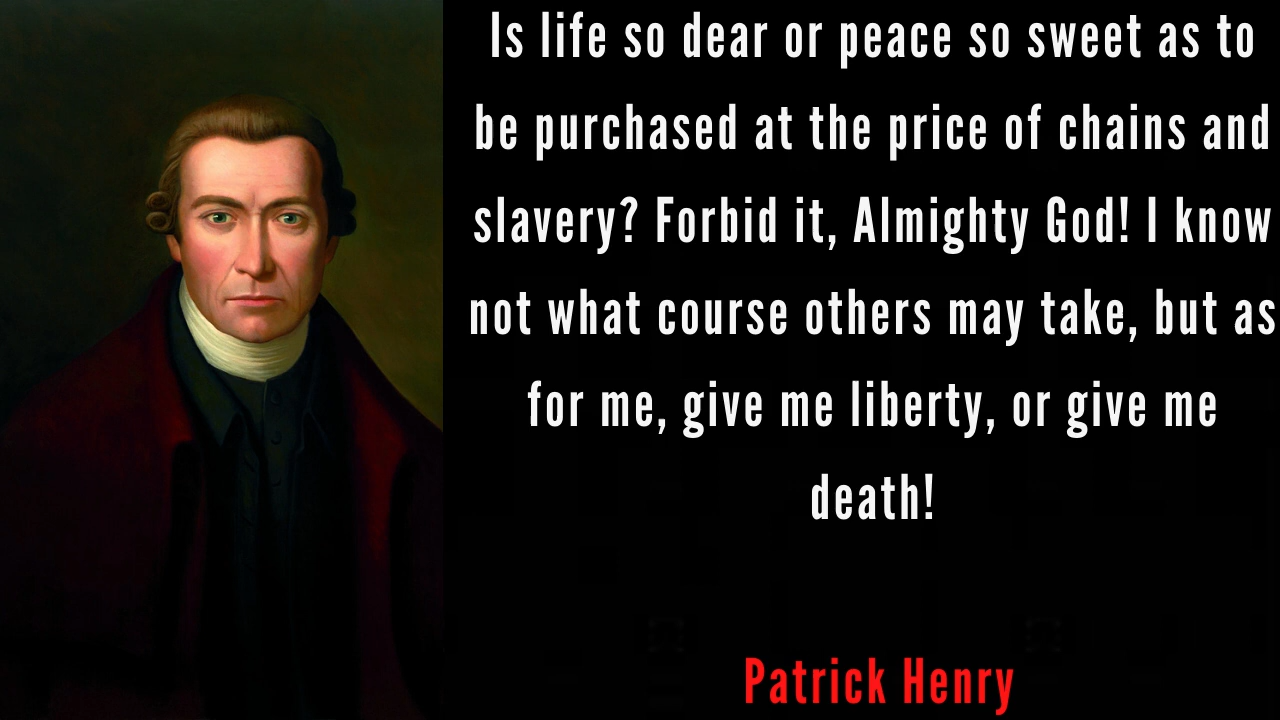 Is life so dear or peace so sweet as to
be purchased at the price of chains and
slavery? Forbid it, Almighty God! I know
not what course others may take, but as
for me, give me liberty, or give me
death!
Patrick Henry